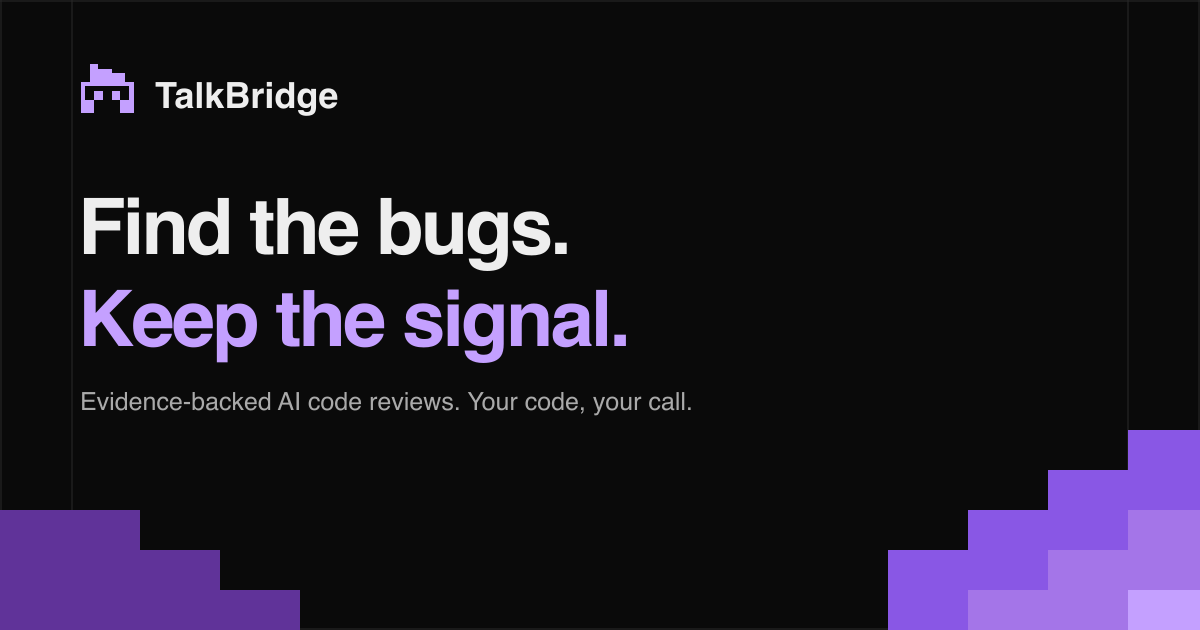 TalkBridge
Find the bugs.
Keep the signal.
Evidence-backed AI code reviews. Your code, your call.